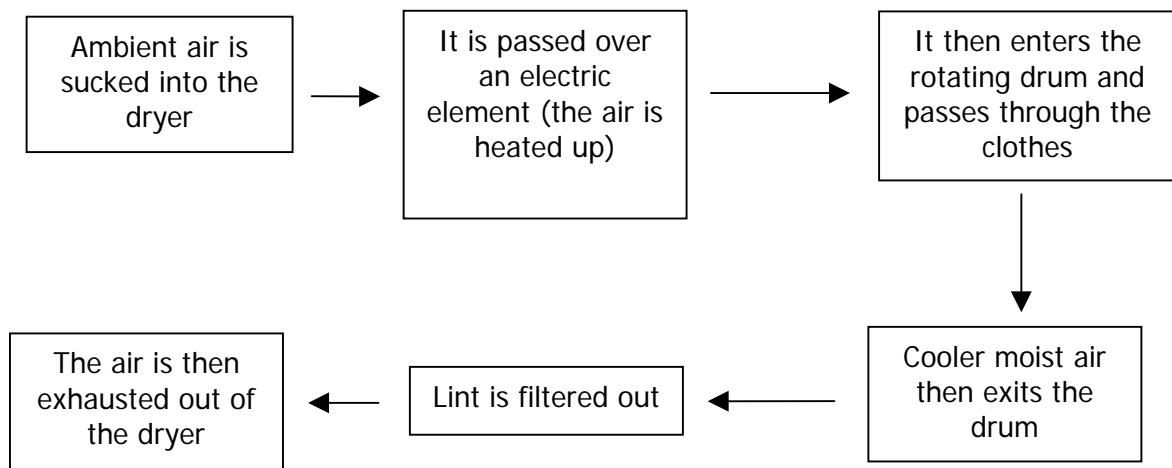 Ambient air is
sucked into the
dryer
It is passed over
an electric
element (the air is
heated up)
It then enters the
rotating drum and
passes through the
clothes
Cooler moist air
then exits the
drum
Lint is filtered out
The air is then
exhausted out of
the dryer